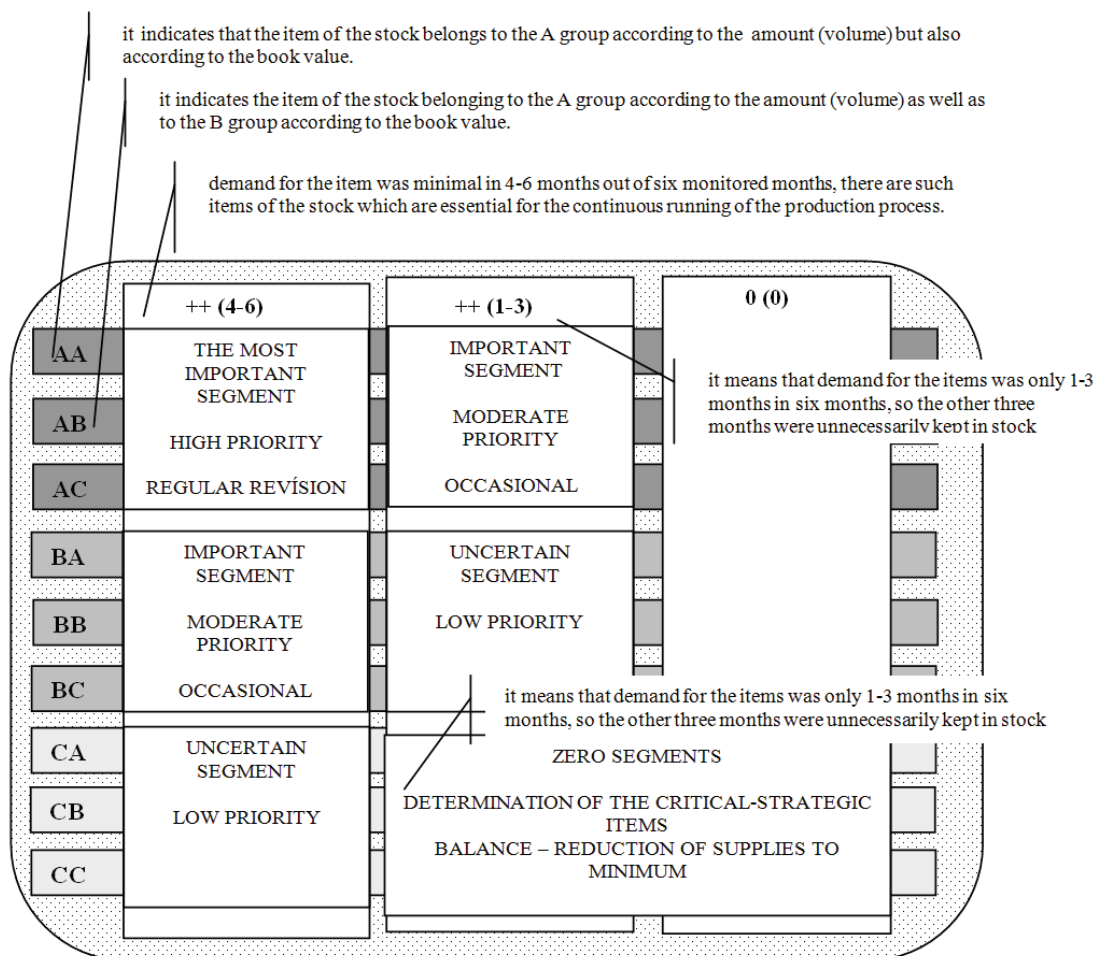 it indicates that the item of the stock belongs to the A group according to the amount (volume) but also
according to the book value.
it indicates the item of the stock belonging to the A group according to the amount (volume) as well as
to the B group according to the book value.
demand for the item was minimal in 4-6 months out of six monitored months, there are such
items of the stock which are essential for the continuous running of the production process.
++ (4-6)
++ (1-3)
0 (0)
AA
AB
AC
BA
BB
BC
CA
CB
CC
THE MOST
IMPORTANT
SEGMENT
HIGH PRIORITY
REGULAR REVÍSION
IMPORTANT
SEGMENT
MODERATE
PRIORITY
OCCASIONAL
it means that demand for the items was only 1-3
months in six months, so the other three
months were unnecessarily kept in stock
IMPORTANT
SEGMENT
MODERATE
PRIORITY
OCCASIONAL
UNCERTAIN
SEGMENT
LOW PRIORITY
it means that demand for the items was only 1-3 months in six
months, so the other three months were unnecessarily kept in stock
UNCERTAIN
SEGMENT
LOW PRIORITY
ZERO SEGMENTS
DETERMINATION OF THE CRITICAL-STRATEGIC
ITEMS
BALANCE – REDUCTION OF SUPPLIES TO
MINIMUM